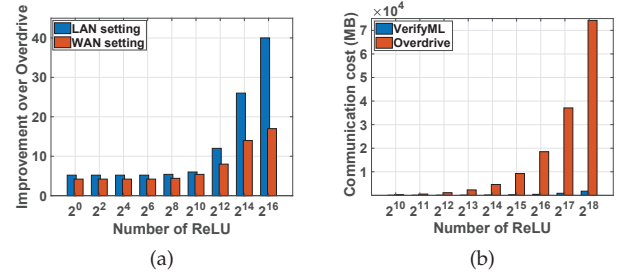 Improvement over Overdrive
40
30
20
10
0
LAN setting
WAN setting
2^0 2^2 2^4 2^6 2^8 2^10 2^12 2^14 2^16
Number of ReLU
(a)
Communication cost (MB)
×10^4
7
6
5
4
3
2
1
VerifyML
Overdrive
2^10 2^11 2^12 2^13 2^14 2^15 2^16 2^17 2^18
Number of ReLU
(b)